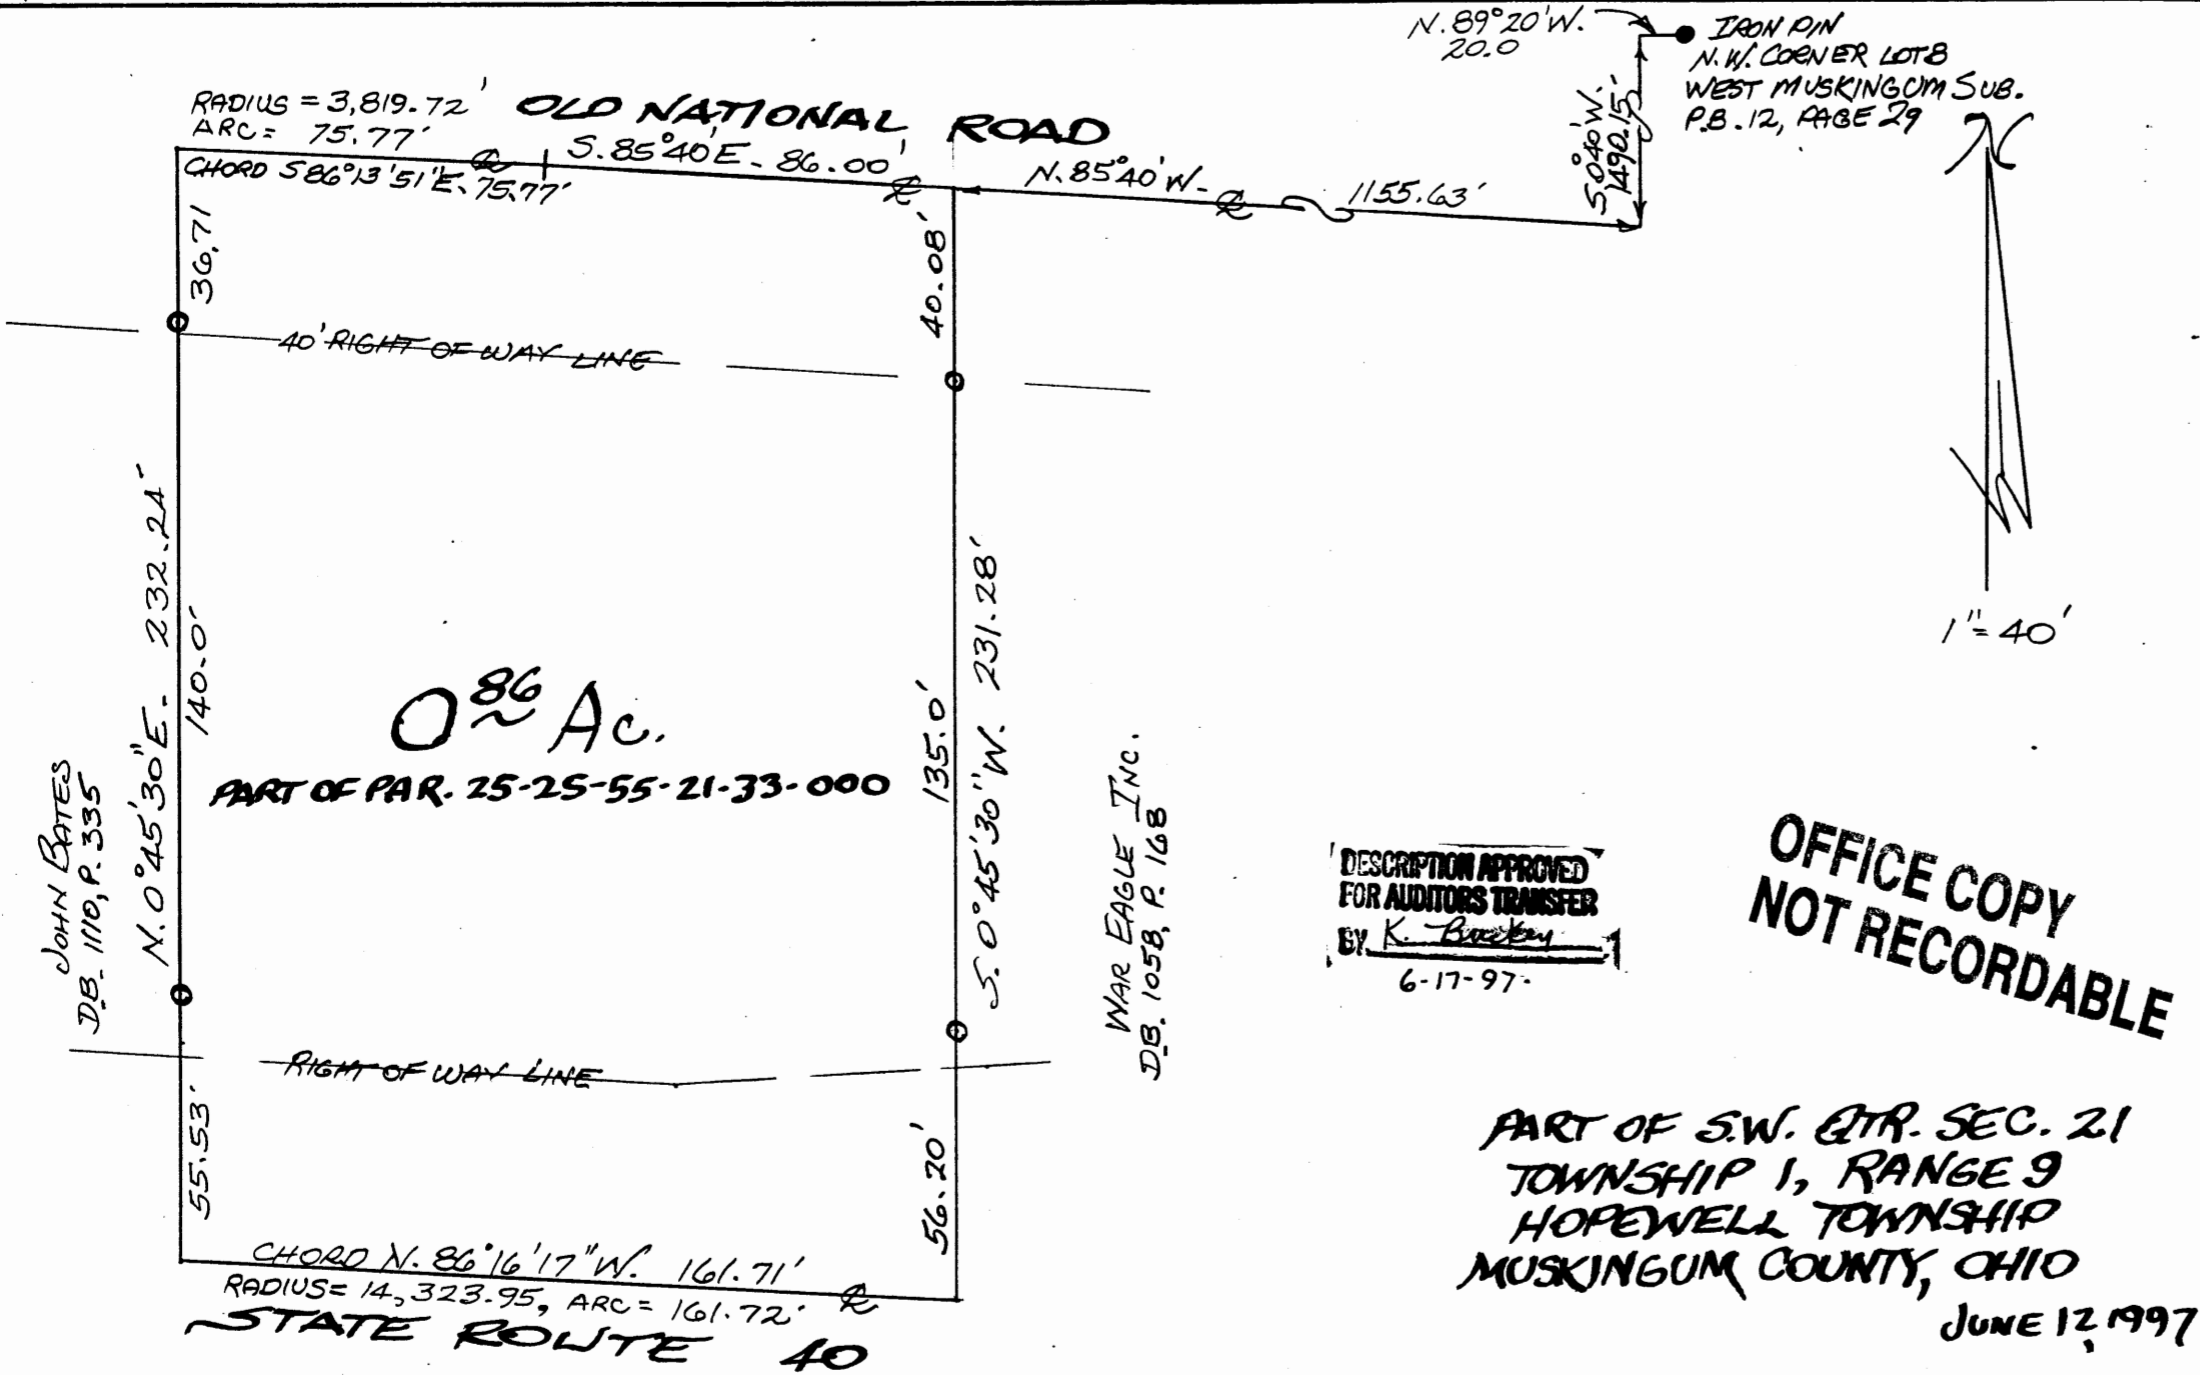 N. 89°20'W.
20.0
IRON PIN
N.W. CORNER LOT 8
WEST MUSKINGUM SUB.
P.B. 12, PAGE 29
S.0°40'W.
1490.15'
RADIUS = 3,819.72'
ARC = 75.77'
OLD NATIONAL ROAD
CHORD S86°13'51"E. 75.77'
S. 85°40'E - 86.00'
N. 85°40'W - 1155.63'
36.71
40.08'
40' RIGHT OF WAY LINE
N. 0°45'30"E. 232.24'
140.0'
S. 0°45'30"W. 231.28'
135.0'
1"=40'
0 86 Ac.
PART OF PAR. 25-25-55-21-33-000
JOHN BATES
D.B. 1110, P. 335
WAR EAGLE INC.
D.B. 1058, P. 168
DESCRIPTION APPROVED
FOR AUDITORS TRANSFER
BY K.
6-17-97
OFFICE COPY
NOT RECORDABLE
RIGHT OF WAY LINE
55.53'
56.20'
CHORD N. 86°16'17"W. 161.71'
RADIUS = 14,323.95, ARC = 161.72'
STATE ROUTE 40
PART OF S.W. QTR. SEC. 21
TOWNSHIP 1, RANGE 9
HOPEWELL TOWNSHIP
MUSKINGUM COUNTY, OHIO
JUNE 12, 1997